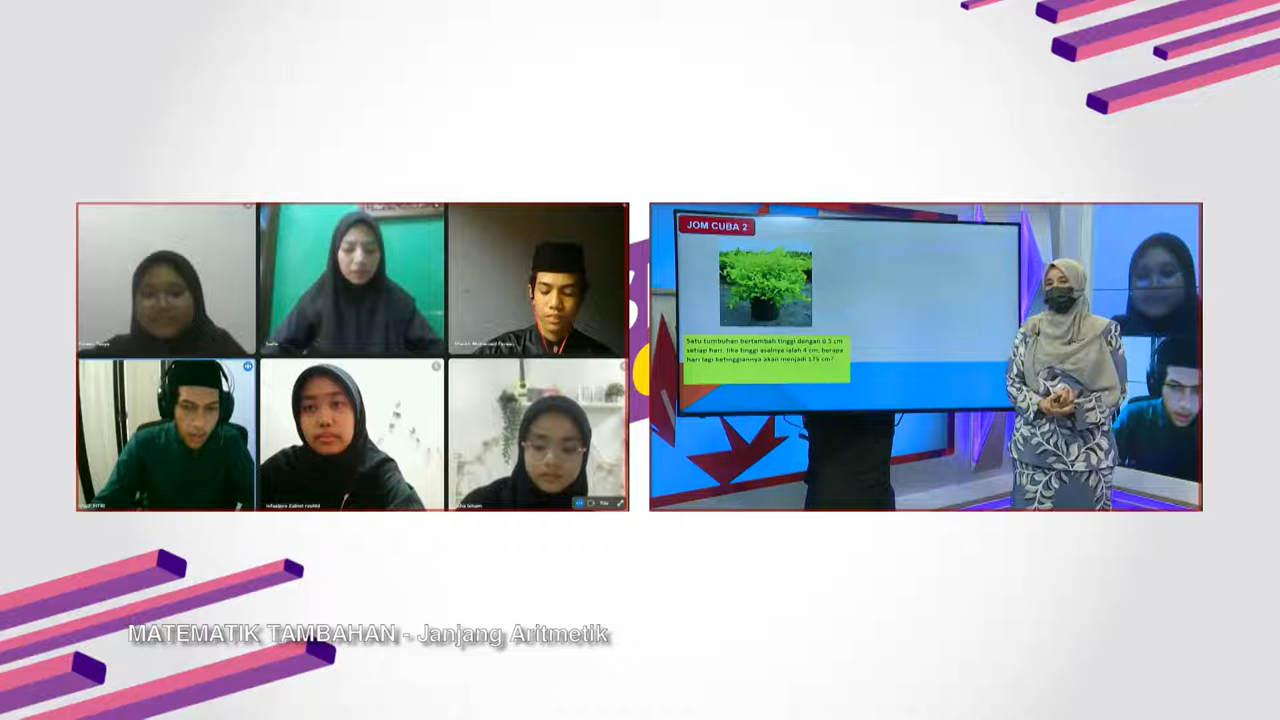 JOM CUBA 2
Satu tumbuhan bertambah tinggi dengan 0.5 cm
setiap hari. Jika tinggi asalnya ialah 4 cm, berapa
hari lagi ketinggiannya akan menjadi 175 cm?
MATEMATIK TAMBAHAN - Janjang Aritmetik